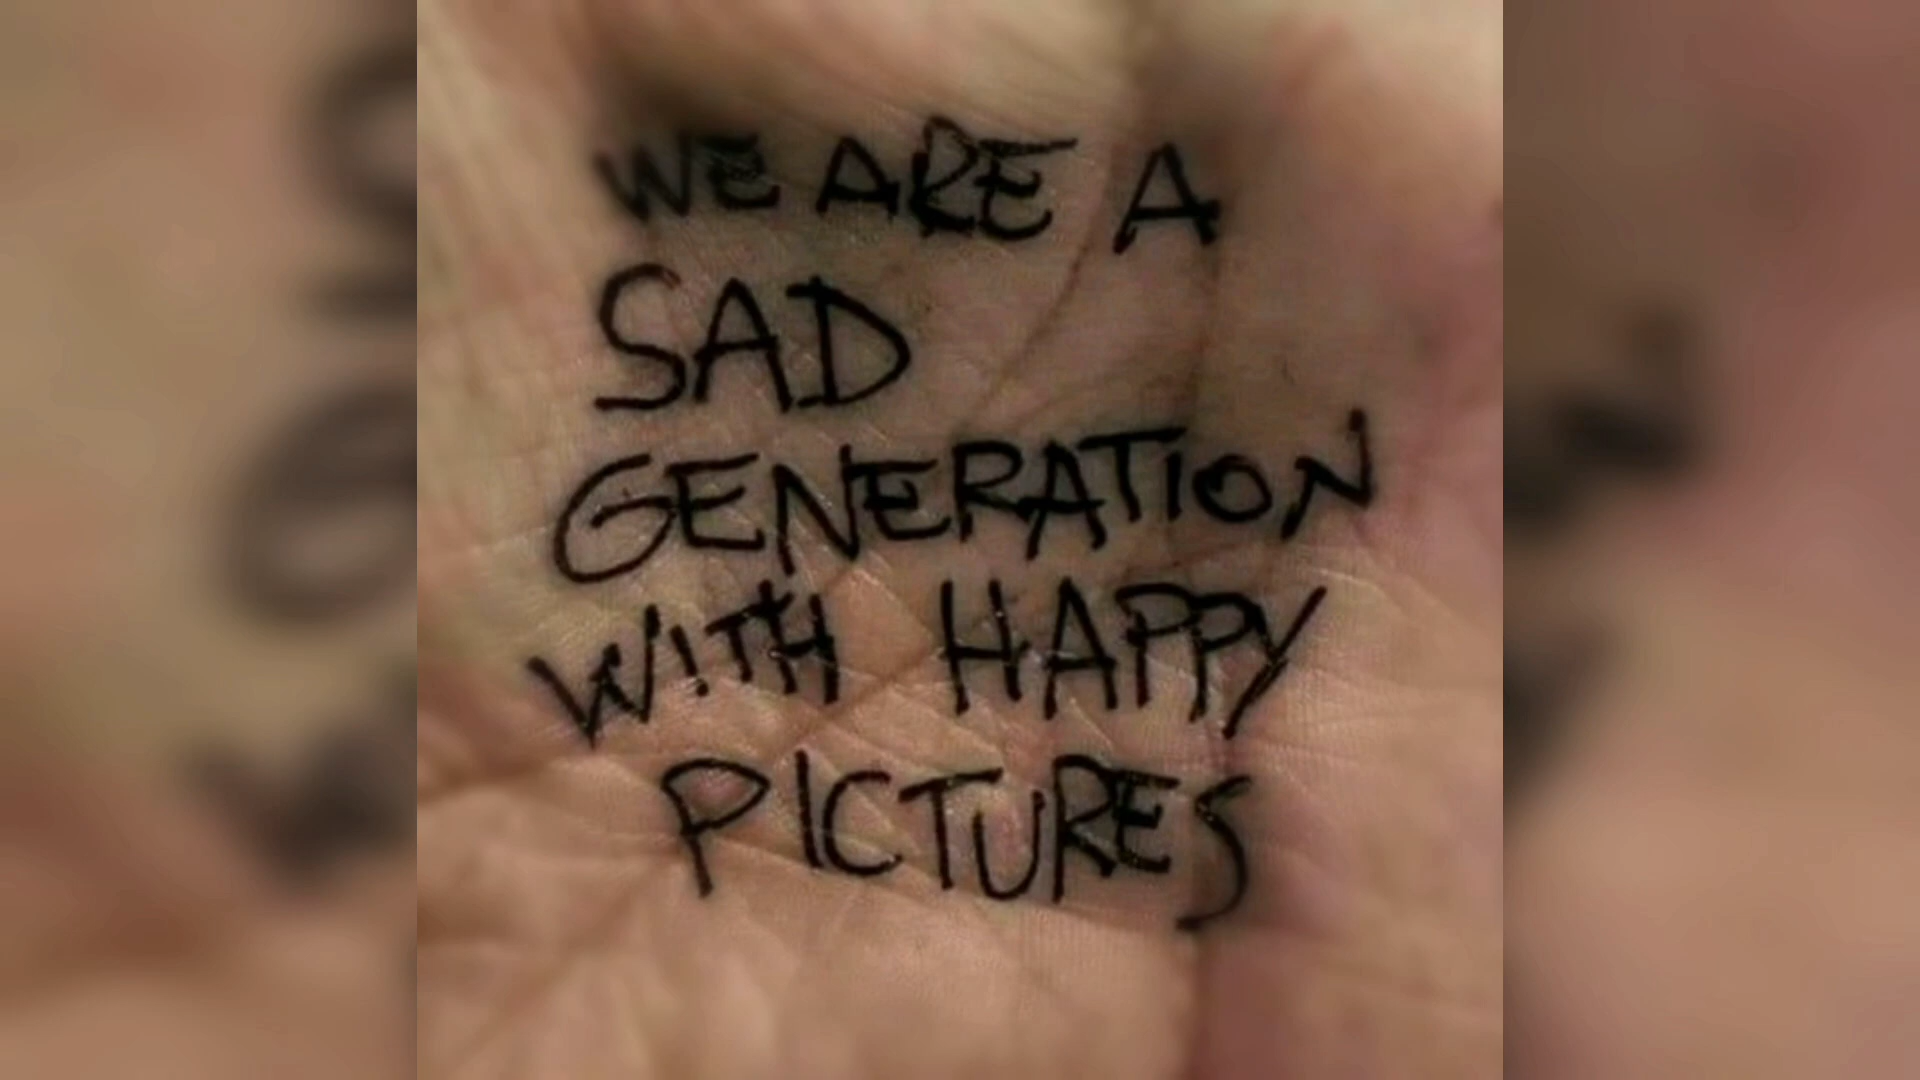 WE ARE A
SAD
GENERATION
WITH HAPPY
PICTURES